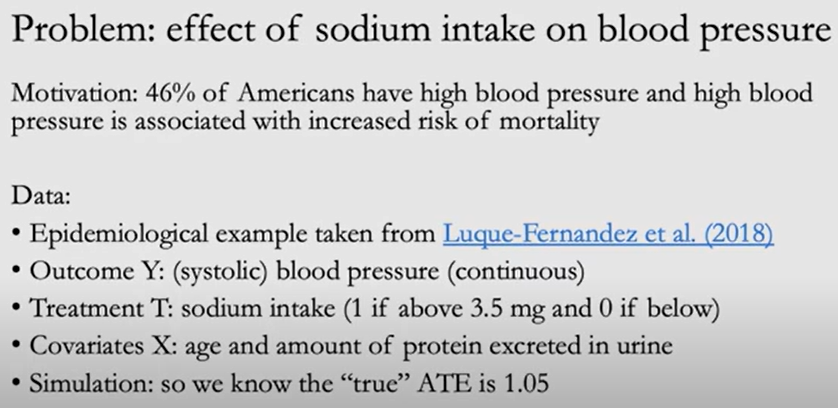 Problem: effect of sodium intake on blood pressure
Motivation: 46% of Americans have high blood pressure and high blood
pressure is associated with increased risk of mortality
Data:
• Epidemiological example taken from Luque-Fernandez et al. (2018)
• Outcome Y: (systolic) blood pressure (continuous)
• Treatment T: sodium intake (1 if above 3.5 mg and 0 if below)
• Covariates X: age and amount of protein excreted in urine
• Simulation: so we know the “true” ATE is 1.05